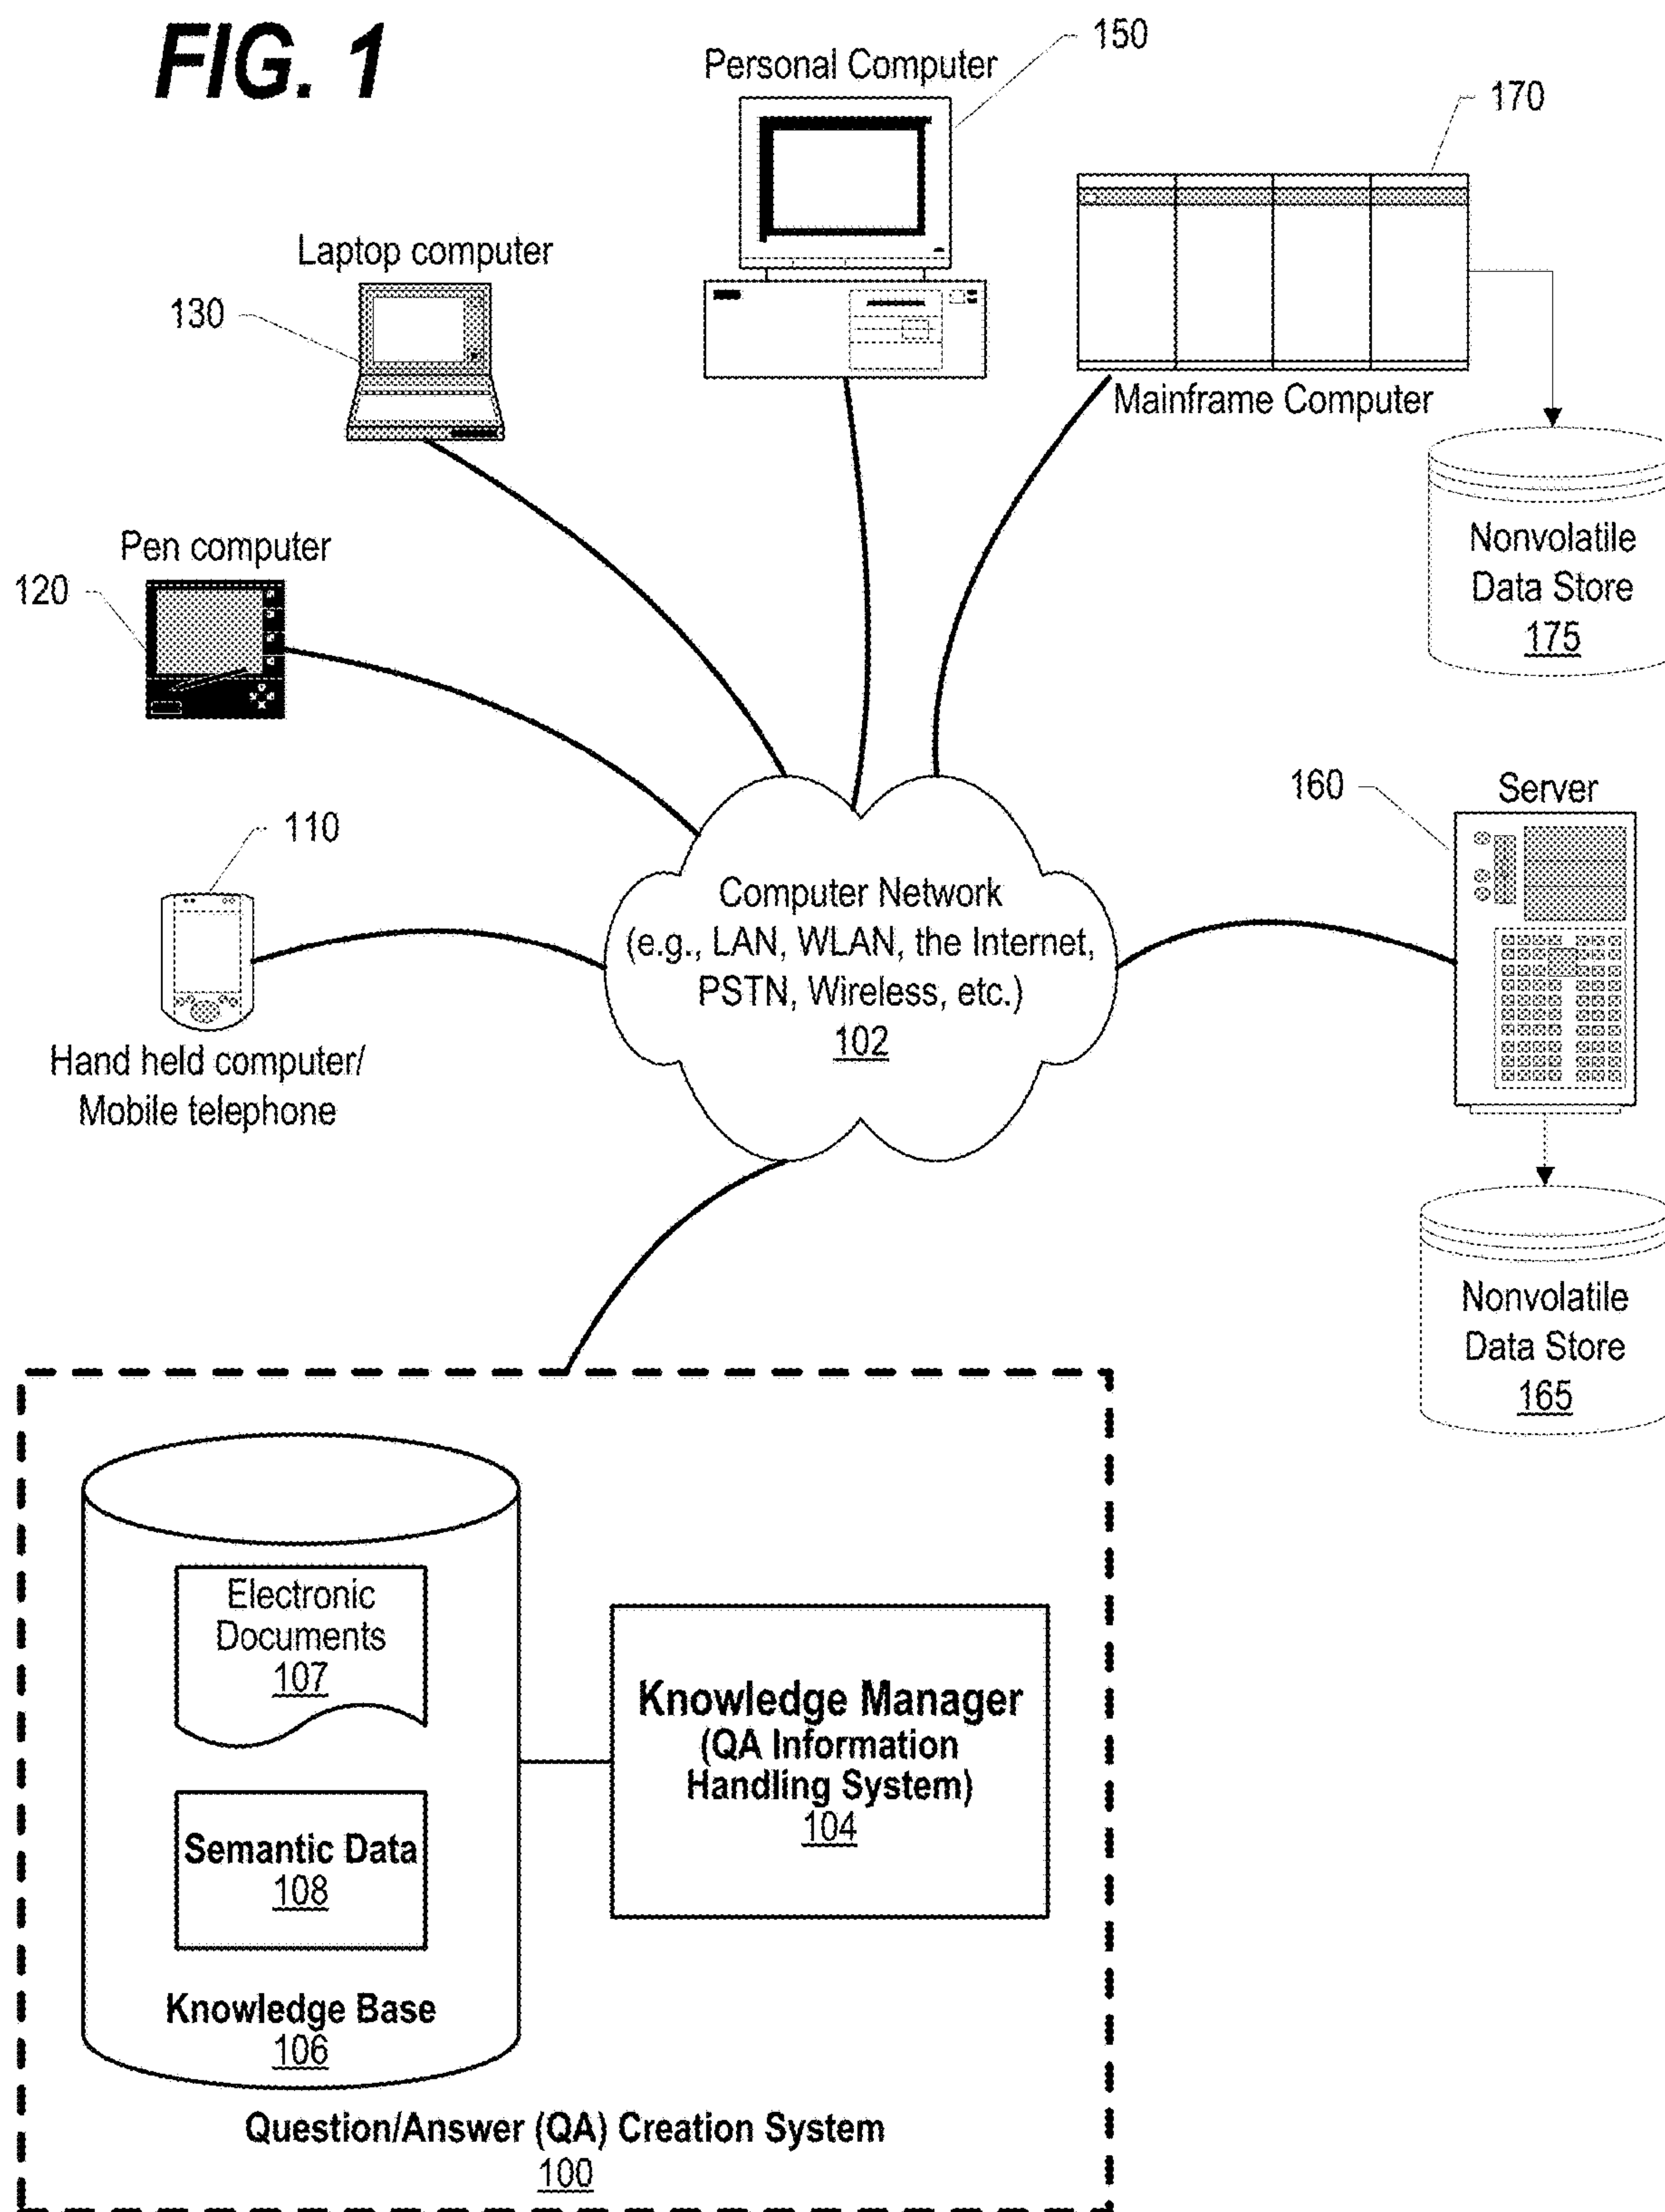 FIG. 1
Personal Computer
150
170
Laptop computer
130
Mainframe Computer
Nonvolatile
Data Store
175
Pen computer
120
110
Hand held computer/
Mobile telephone
Computer Network
(e.g., LAN, WLAN, the Internet,
PSTN, Wireless, etc.)
102
160
Server
Nonvolatile
Data Store
165
Electronic
Documents
107
Semantic Data
108
Knowledge Base
106
Knowledge Manager
(QA Information
Handling System)
104
Question/Answer (QA) Creation System
100